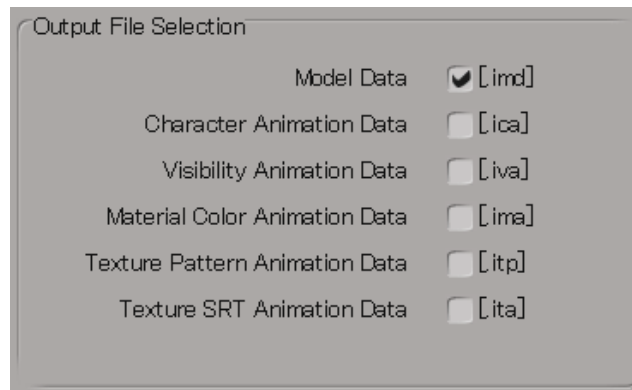 Output File Selection
Model Data [.imd]
Character Animation Data [.ica]
Visibility Animation Data [.iva]
Material Color Animation Data [.ima]
Texture Pattern Animation Data [.itp]
Texture SRT Animation Data [.ita]